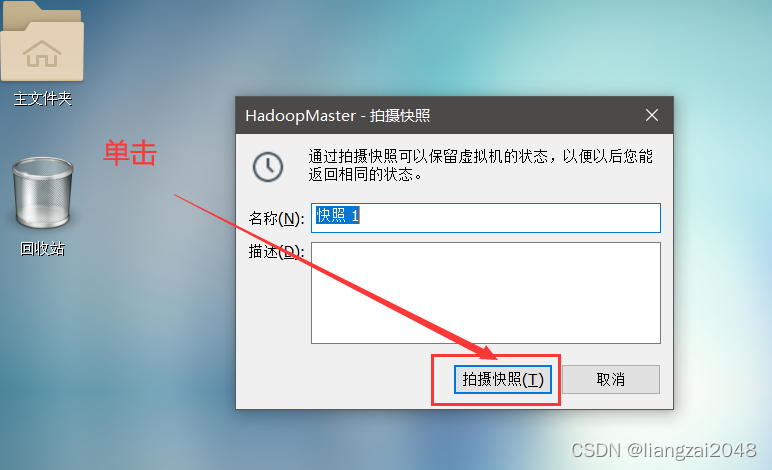 主文件夹
单击
回收站
HadoopMaster - 拍摄快照
通过拍摄快照可以保留虚拟机的状态，以便以后您能
返回相同的状态。
名称(N): 快照 1
描述(D):
拍摄快照(T) 取消
CSDN @liangzai2048